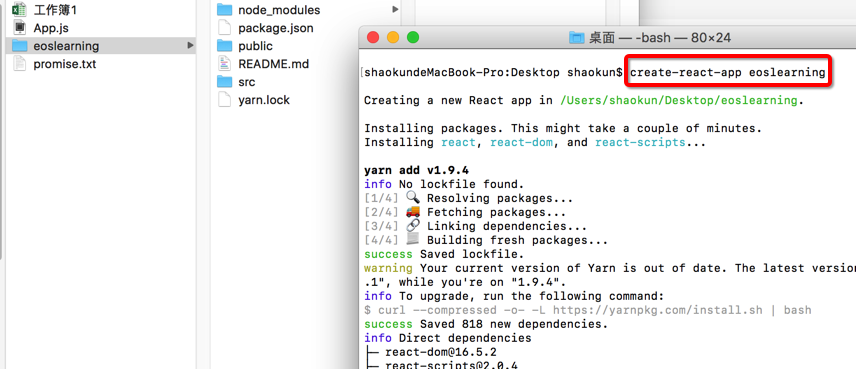 工作簿1
App.js
eoslearning
promise.txt
node_modules
package.json
public
README.md
src
yarn.lock
桌面 — -bash — 80×24
[shaokundeMacBook-Pro:Desktop shaokun$ create-react-app eoslearning
Creating a new React app in /Users/shaokun/Desktop/eoslearning.
Installing packages. This might take a couple of minutes.
Installing react, react-dom, and react-scripts...
yarn add v1.9.4
info No lockfile found.
[1/4] 🔍 Resolving packages...
[2/4] 🚚 Fetching packages...
[3/4] 🔗 Linking dependencies...
[4/4] 📃 Building fresh packages...
success Saved lockfile.
warning Your current version of Yarn is out of date. The latest version
.1", while you're on "1.9.4".
info To upgrade, run the following command:
$ curl --compressed -o- -L https://yarnpkg.com/install.sh | bash
success Saved 818 new dependencies.
info Direct dependencies
├─ react-dom@16.5.2
├─ react-scripts@2.0.4